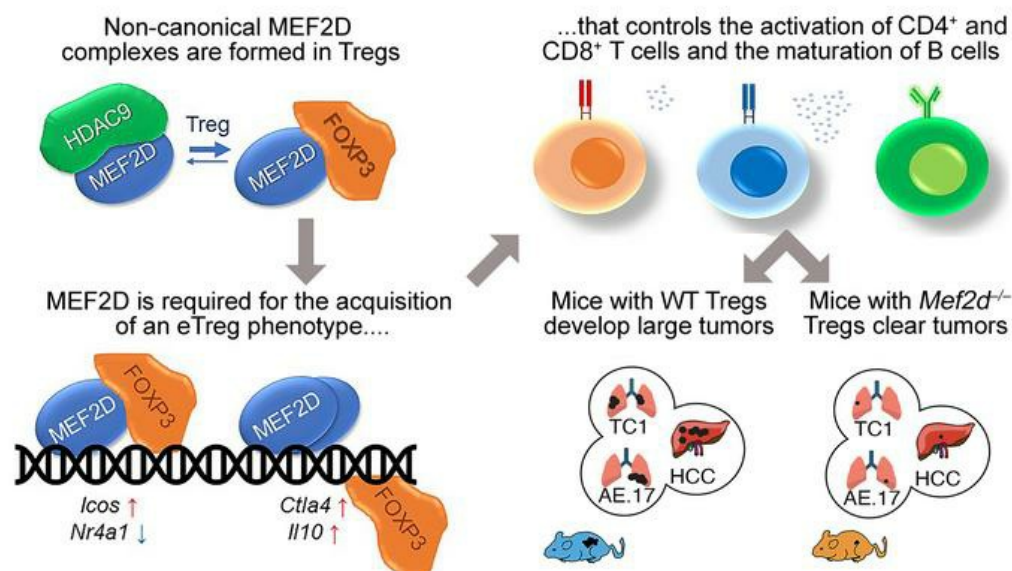 Non-canonical MEF2D
complexes are formed in Tregs
HDAC9
MEF2D
Treg
MEF2D
FOXP3
...that controls the activation of CD4⁺ and
CD8⁺ T cells and the maturation of B cells
MEF2D is required for the acquisition
of an eTreg phenotype....
MEF2D
FOXP3
MEF2D
FOXP3
Icos ↑
Nr4a1 ↓
Ctla4 ↑
Il10 ↑
Mice with WT Tregs
develop large tumors
TC1
HCC
AE.17
Mice with Mef2d⁻/⁻
Tregs clear tumors
TC1
HCC
AE.17